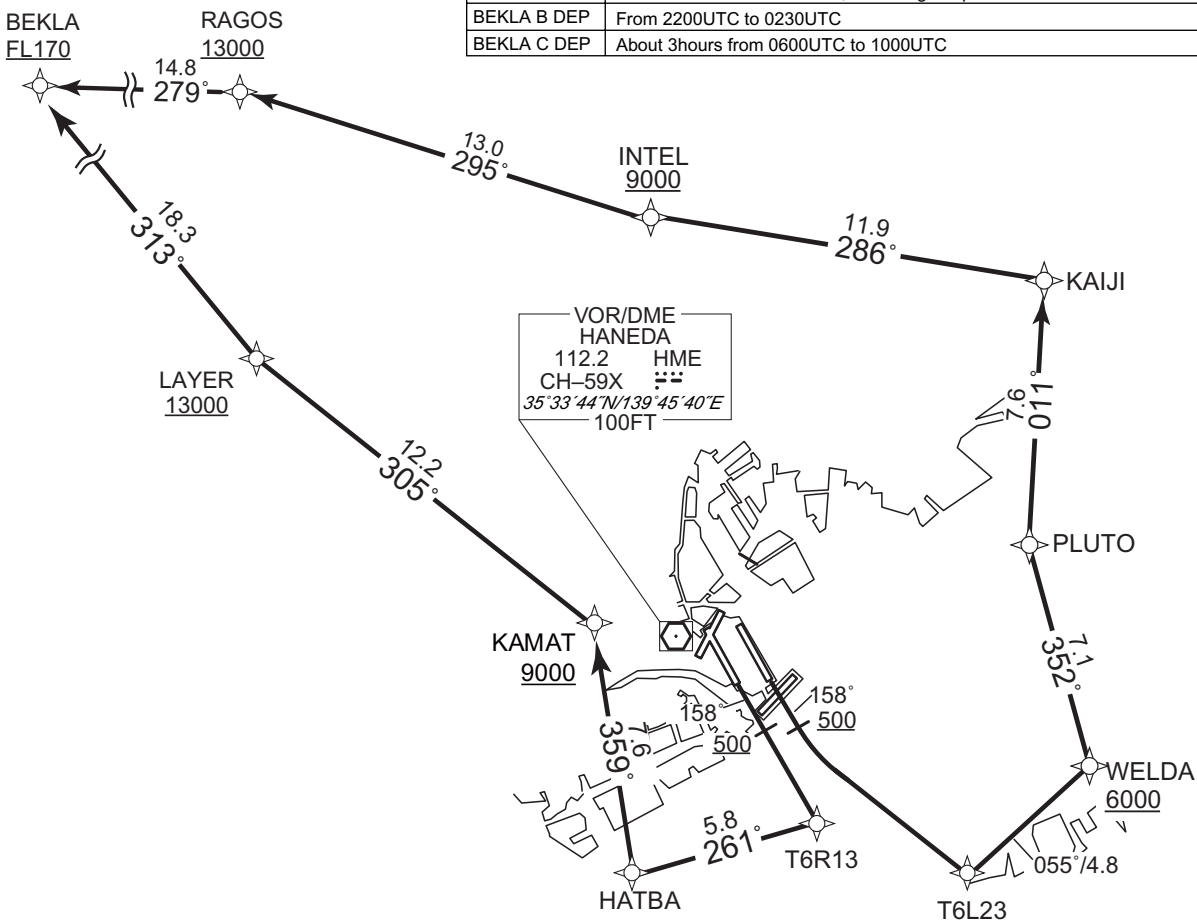 BEKLA B DEP From 2200UTC to 0230UTC
BEKLA C DEP About 3hours from 0600UTC to 1000UTC
BEKLA
FL170
RAGOS
13000
14.8
279°
13.0
295°
INTEL
9000
11.9
286°
KAIJI
18.3
313°
VOR/DME
HANEDA
112.2 HME
CH–59X
35°33´44˝N/139°45´40˝E
100FT
LAYER
13000
7.6
011°
12.2
305°
PLUTO
KAMAT
9000
7.1
352°
158°
500
158°
500
7.6
359°
WELDA
6000
5.8
261°
T6R13
055°/4.8
HATBA
T6L23